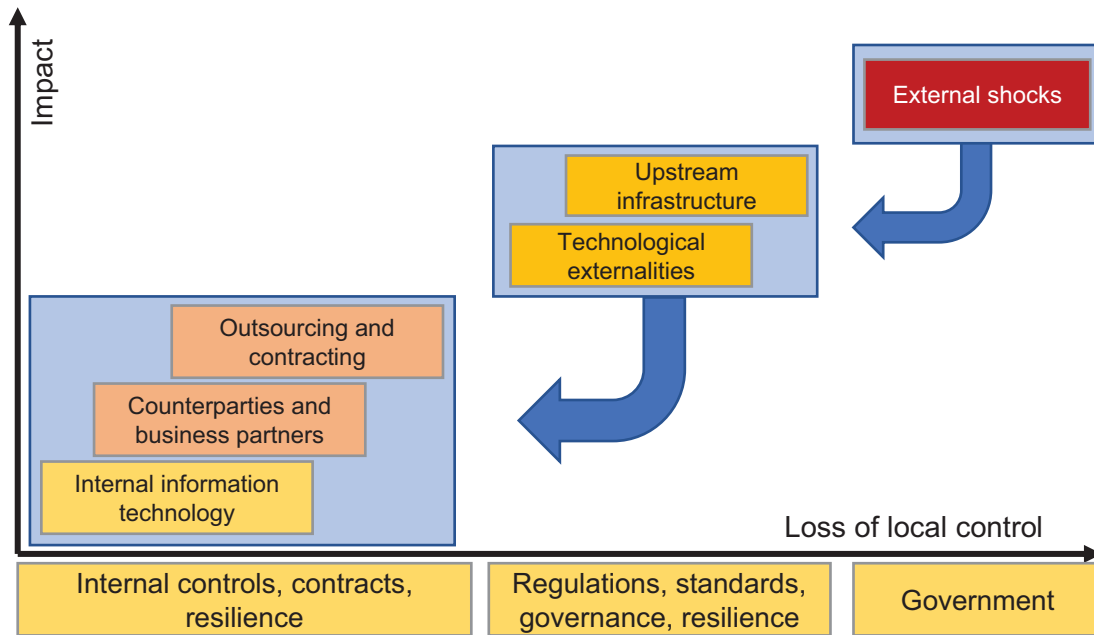 Impact
External shocks
Upstream
infrastructure
Technological
externalities
Outsourcing and
contracting
Counterparties and
business partners
Internal information
technology
Loss of local control
Internal controls, contracts,
resilience
Regulations, standards,
governance, resilience
Government